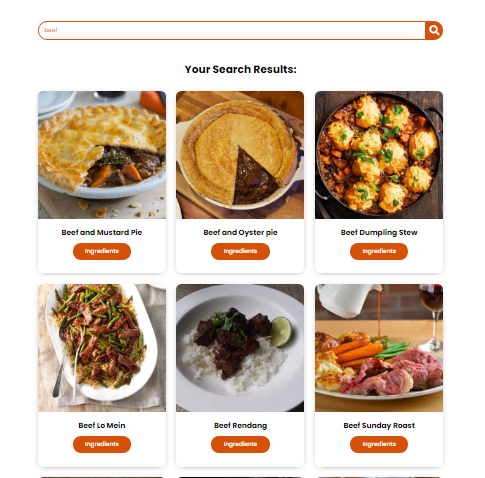 beef
Your Search Results:
Beef and Mustard Pie
Ingredients
Beef and Oyster pie
Ingredients
Beef Dumpling Stew
Ingredients
Beef Lo Mein
Ingredients
Beef Rendang
Ingredients
Beef Sunday Roast
Ingredients